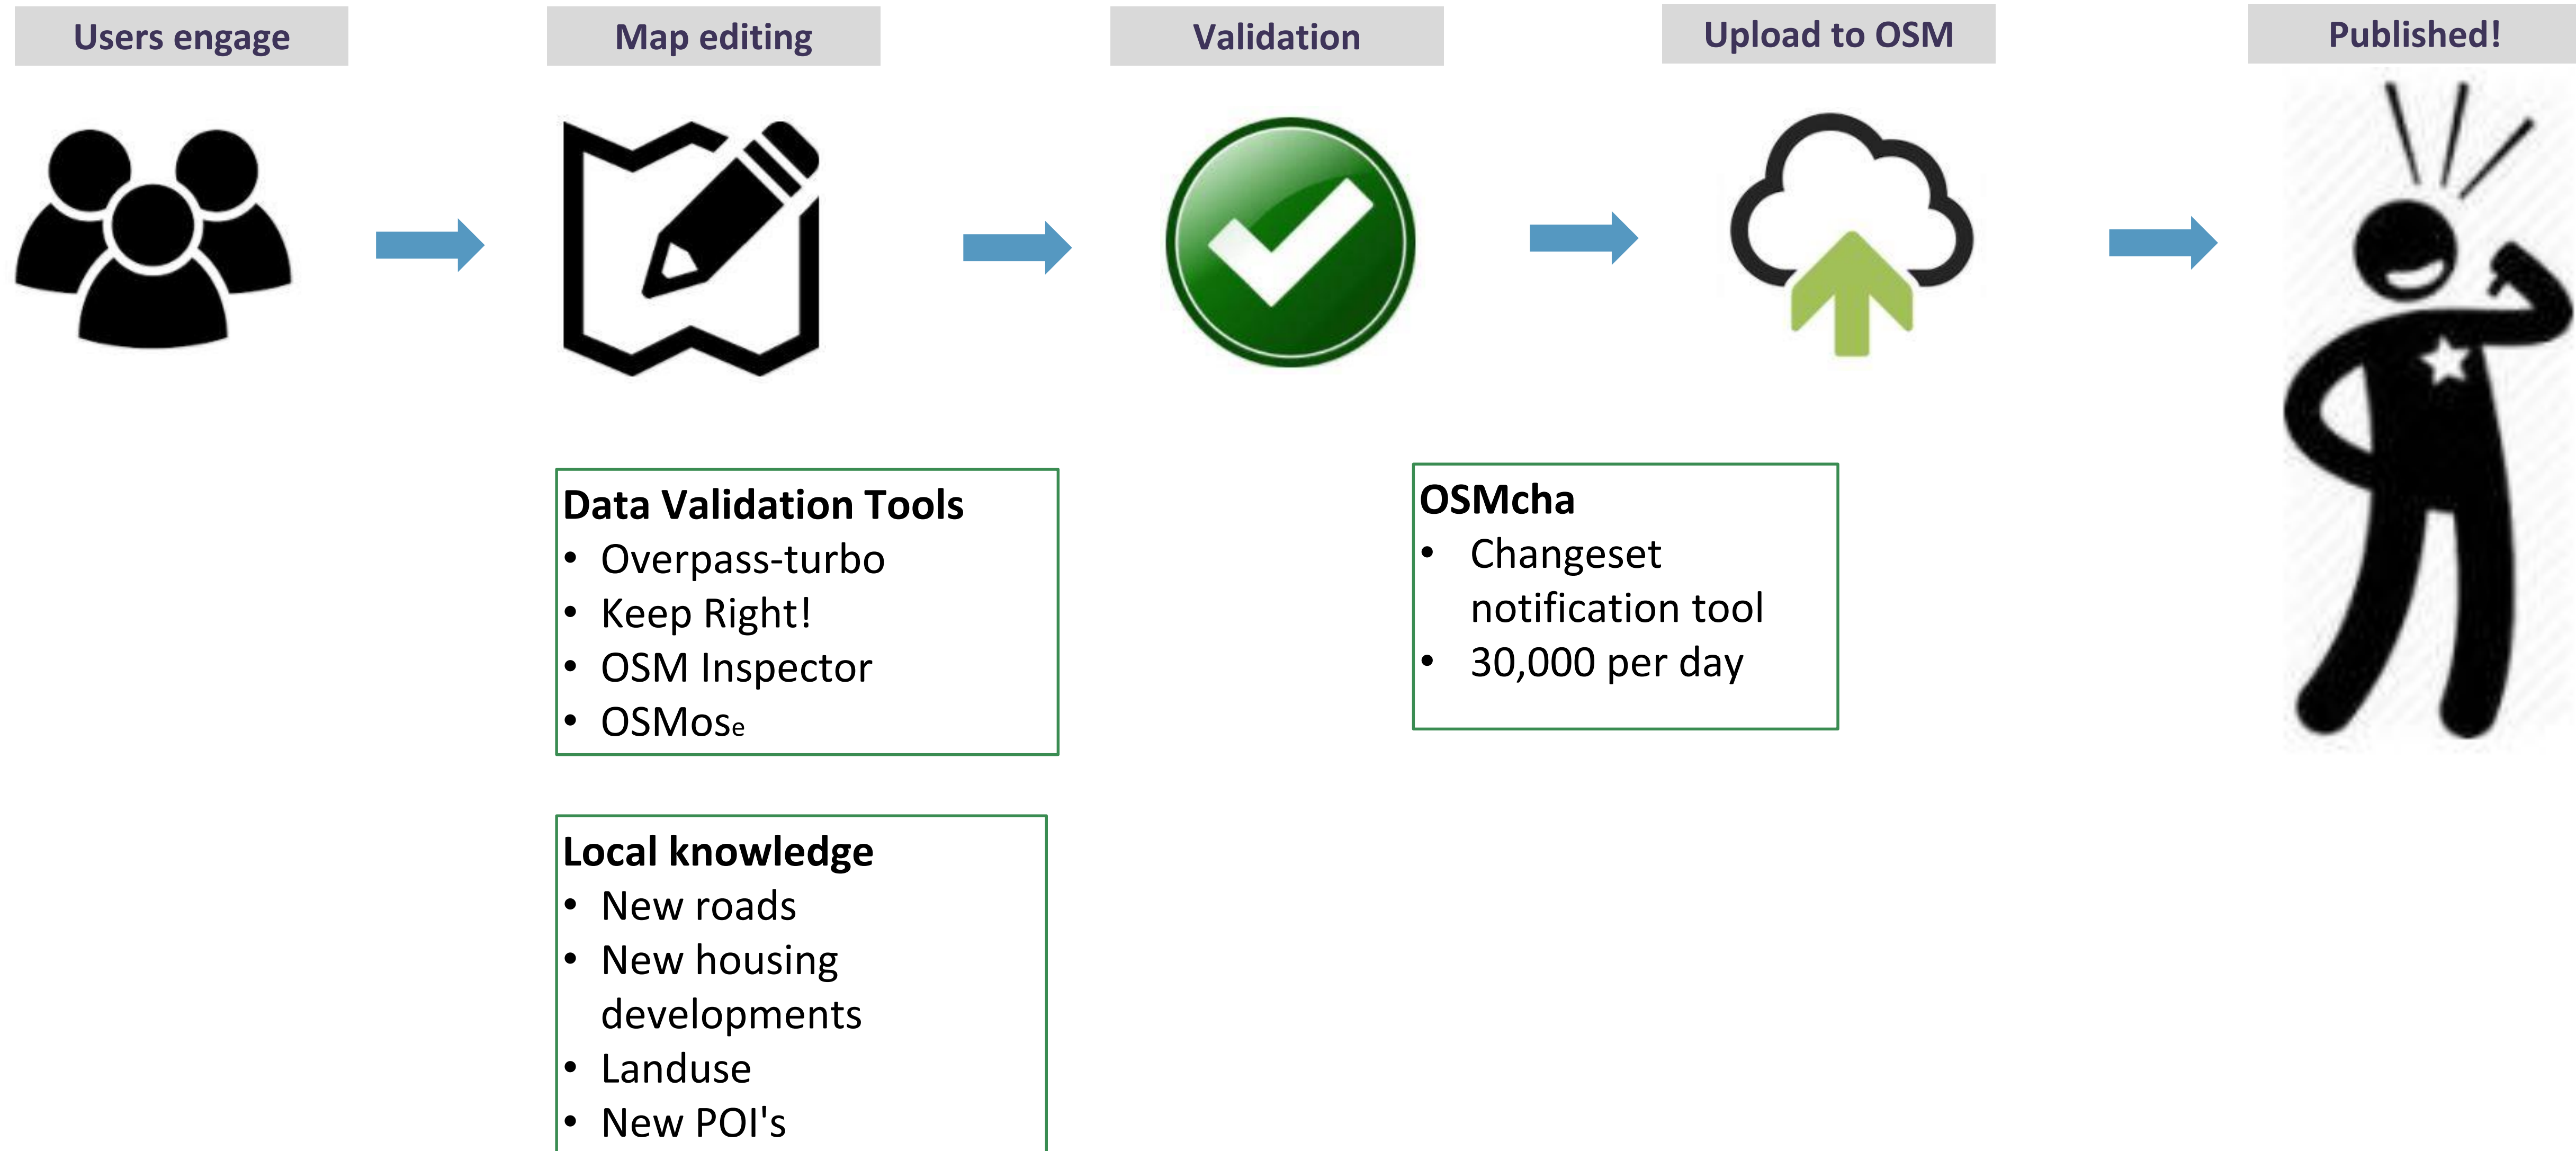 Users engage
Map editing
Validation
Upload to OSM
Published!
Data Validation Tools
• Overpass-turbo
• Keep Right!
• OSM Inspector
• OSMose
OSMcha
• Changeset
notification tool
• 30,000 per day
Local knowledge
• New roads
• New housing
developments
• Landuse
• New POI's